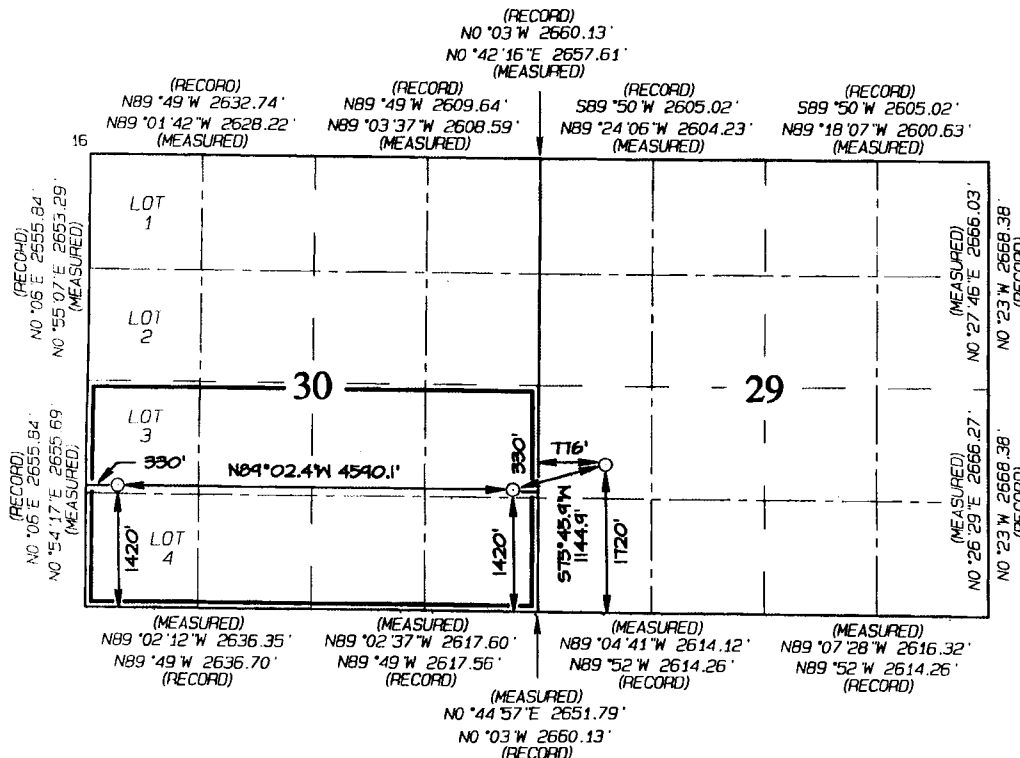 (RECORD)
N0°03'W 2660.13'
N0°42'16"E 2657.61'
(MEASURED)
(RECORD)
N89°49'W 2632.74'
N89°01'42"W 2628.22'
(MEASURED)
(RECORD)
N89°49'W 2609.64'
N89°03'37"W 2608.59'
(MEASURED)
(RECORD)
S89°50'W 2605.02'
N89°24'06"W 2604.23'
(MEASURED)
(RECORD)
S89°50'W 2605.02'
N89°18'07"W 2600.63'
(MEASURED)
16
(RECORD)
N0°06'E 2655.84'
N0°55'07"E 2653.29'
(MEASURED)
LOT
1
LOT
2
(MEASURED)
N0°27'46"E 2666.03'
N0°23'W 2668.38'
(RECORD)
30
29
(RECORD)
N0°06'E 2655.84'
N0°54'17"E 2655.69'
(MEASURED)
LOT
3
330'
N89°02.4'W 4590.1'
330'
776'
1420'
LOT
4
1420'
S75°45.9'W
1144.9'
1720'
(MEASURED)
N0°26'29"E 2666.27'
N0°23'W 2668.38'
(RECORD)
(MEASURED)
N89°02'12"W 2636.35'
N89°49'W 2636.70'
(RECORD)
(MEASURED)
N89°02'37"W 2617.60'
N89°49'W 2617.56'
(RECORD)
(MEASURED)
N89°04'41"W 2614.12'
N89°52'W 2614.26'
(RECORD)
(MEASURED)
N89°07'28"W 2616.32'
N89°52'W 2614.26'
(RECORD)
(MEASURED)
N0°44'57"E 2651.79'
N0°03'W 2660.13'
(RECORD)